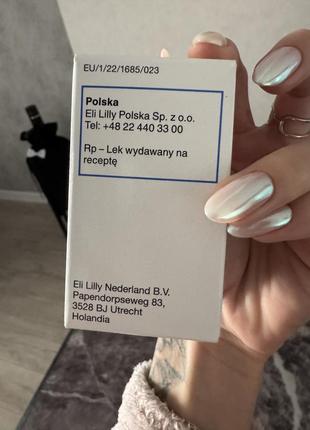 EU/1/22/1685/023
Polska
Eli Lilly Polska Sp. z o.o.
Tel: +48 22 440 33 00
Rp – Lek wydawany na
receptę
Eli Lilly Nederland B.V.
Papendorpseweg 83,
3528 BJ Utrecht
Holandia